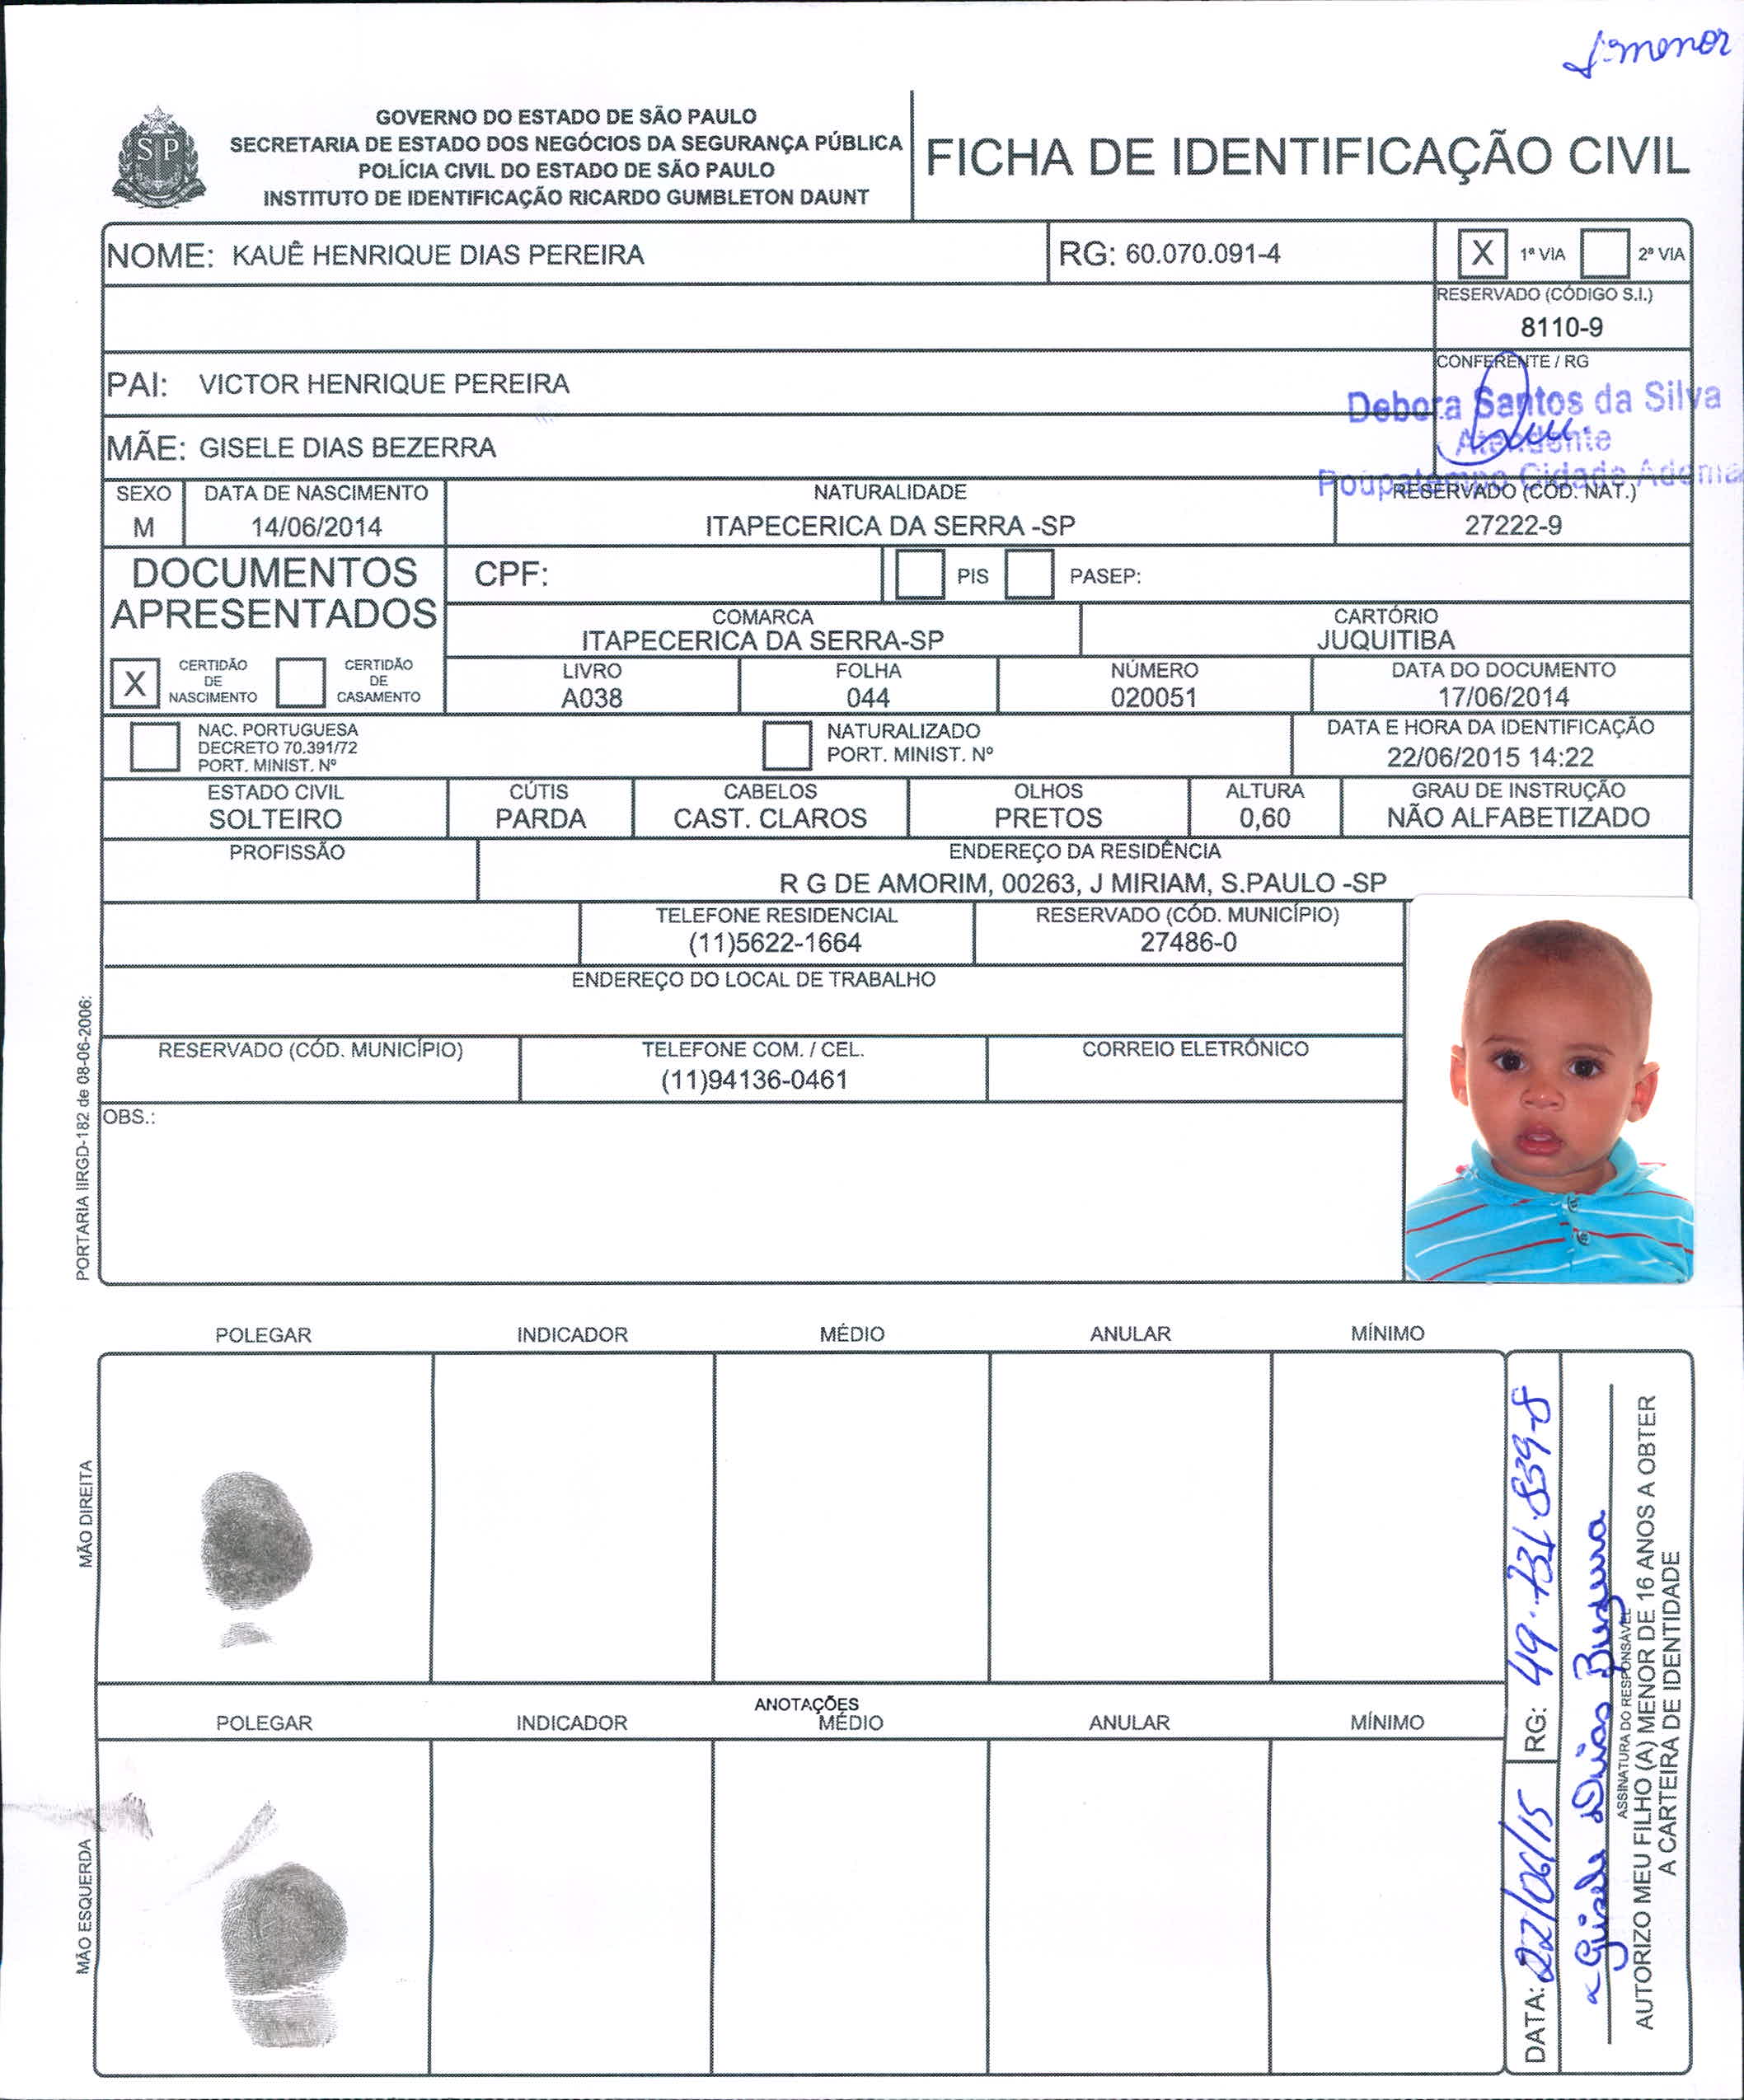 f-menor
SP
GOVERNO DO ESTADO DE SÃO PAULO
SECRETARIA DE ESTADO DOS NEGÓCIOS DA SEGURANÇA PÚBLICA
POLÍCIA CIVIL DO ESTADO DE SÃO PAULO
INSTITUTO DE IDENTIFICAÇÃO RICARDO GUMBLETON DAUNT
FICHA DE IDENTIFICAÇÃO CIVIL
NOME: KAUÊ HENRIQUE DIAS PEREIRA RG: 60.070.091-4 X 1ª VIA 2ª VIA
RESERVADO (CÓDIGO S.I.)
8110-9
PAI: VICTOR HENRIQUE PEREIRA CONFERENTE / RG
Debora Santos da Silva
Atendente
Poupatempo Cidade Ademar
MÃE: GISELE DIAS BEZERRA
SEXO DATA DE NASCIMENTO NATURALIDADE RESERVADO (COD. NAT.)
M 14/06/2014 ITAPECERICA DA SERRA -SP 27222-9
DOCUMENTOS APRESENTADOS
CPF: PIS PASEP:
COMARCA CARTÓRIO
ITAPECERICA DA SERRA-SP JUQUITIBA
X CERTIDÃO DE NASCIMENTO CERTIDÃO DE CASAMENTO
LIVRO FOLHA NÚMERO DATA DO DOCUMENTO
A038 044 020051 17/06/2014
NAC. PORTUGUESA
DECRETO 70.391/72
PORT. MINIST. Nº
NATURALIZADO
PORT. MINIST. Nº
DATA E HORA DA IDENTIFICAÇÃO
22/06/2015 14:22
ESTADO CIVIL CÚTIS CABELOS OLHOS ALTURA GRAU DE INSTRUÇÃO
SOLTEIRO PARDA CAST. CLAROS PRETOS 0,60 NÃO ALFABETIZADO
PROFISSÃO ENDEREÇO DA RESIDÊNCIA
R G DE AMORIM, 00263, J MIRIAM, S.PAULO -SP
TELEFONE RESIDENCIAL RESERVADO (CÓD. MUNICÍPIO)
(11)5622-1664 27486-0
ENDEREÇO DO LOCAL DE TRABALHO
RESERVADO (CÓD. MUNICÍPIO) TELEFONE COM. / CEL. CORREIO ELETRÔNICO
(11)94136-0461
OBS.:
PORTARIA IIRGD-182 de 08-06-2006:
POLEGAR INDICADOR MÉDIO ANULAR MÍNIMO
MÃO DIREITA
ANOTAÇÕES
POLEGAR INDICADOR MÉDIO ANULAR MÍNIMO
MÃO ESQUERDA
DATA: 22/06/15 RG: 49.731.839-8
Gisele Dias Bezerra
ASSINATURA DO RESPONSÁVEL
AUTORIZO MEU FILHO (A) MENOR DE 16 ANOS A OBTER
A CARTEIRA DE IDENTIDADE